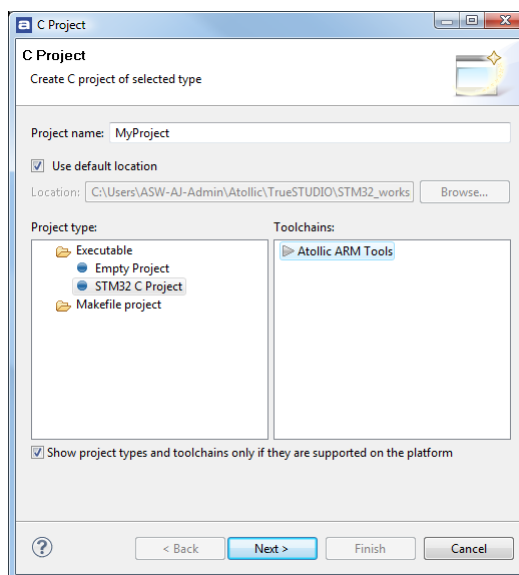 C Project
C Project
Create C project of selected type
Project name: MyProject
Use default location
Location: C:\Users\ASW-AJ-Admin\Atollic\TrueSTUDIO\STM32_works Browse...
Project type: Toolchains:
Executable Atollic ARM Tools
Empty Project
STM32 C Project
Makefile project
Show project types and toolchains only if they are supported on the platform
< Back Next > Finish Cancel